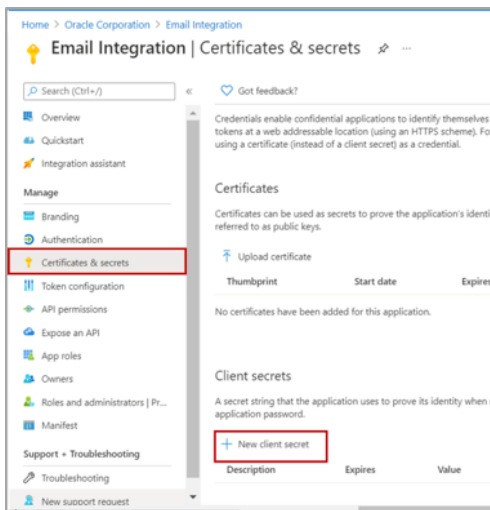 Home > Oracle Corporation > Email Integration
Email Integration | Certificates & secrets
Search (Ctrl+/)
Overview
Quickstart
Integration assistant
Manage
Branding
Authentication
Certificates & secrets
Token configuration
API permissions
Expose an API
App roles
Owners
Roles and administrators | Pr...
Manifest
Support + Troubleshooting
Troubleshooting
New support request
Got feedback?
Credentials enable confidential applications to identify themselves
tokens at a web addressable location (using an HTTPS scheme). Fo
using a certificate (instead of a client secret) as a credential.
Certificates
Certificates can be used as secrets to prove the application's identi
referred to as public keys.
Upload certificate
Thumbprint Start date Expires
No certificates have been added for this application.
Client secrets
A secret string that the application uses to prove its identity when
application password.
New client secret
Description Expires Value